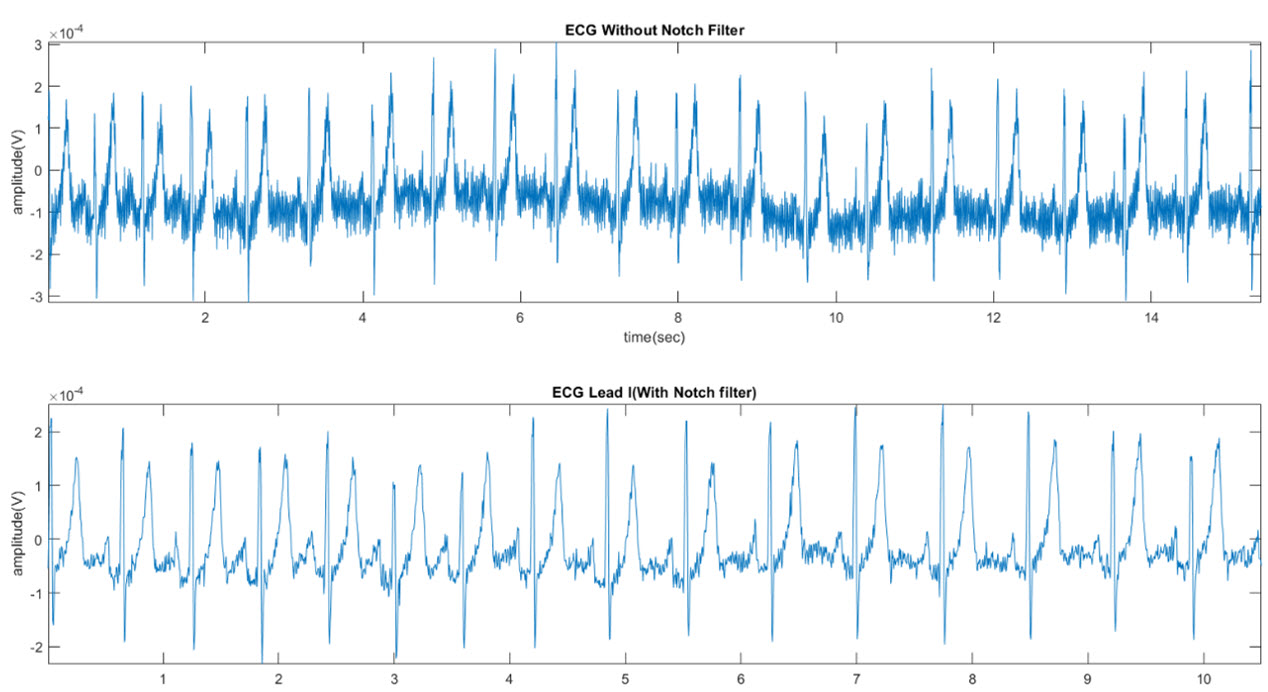 ECG Without Notch Filter
×10⁻⁴
3
2
1
0
-1
-2
-3
amplitude(V)
2 4 6 8 10 12 14
time(sec)
ECG Lead I(With Notch filter)
×10⁻⁴
2
1
0
-1
-2
amplitude(V)
1 2 3 4 5 6 7 8 9 10